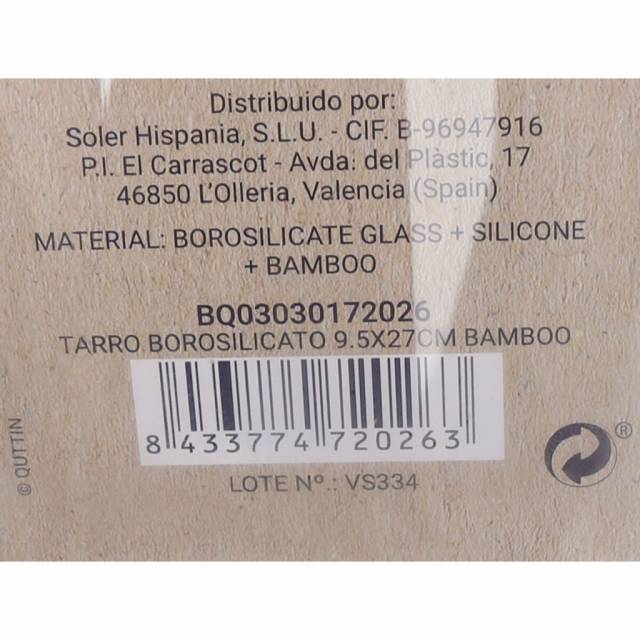 Distribuido por:
Soler Hispania, S.L.U. - CIF. B-96947916
P.I. El Carrascot - Avda: del Plàstic, 17
46850 L'Olleria, Valencia (Spain)
MATERIAL: BOROSILICATE GLASS + SILICONE
+ BAMBOO
BQ03030172026
TARRO BOROSILICATO 9.5X27CM BAMBOO
8 433774 720263
LOTE Nº.: VS334
© QUTTIN
®